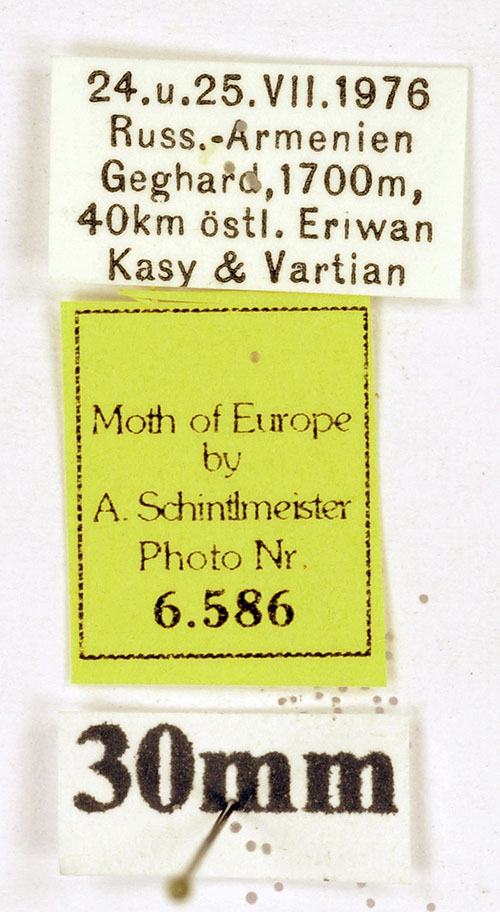 24.u.25.VII.1976
Russ.-Armenien
Geghard,1700m,
40km östl. Eriwan
Kasy & Vartian
Moth of Europe
by
A. Schintlmeister
Photo Nr.
6.586
30mm